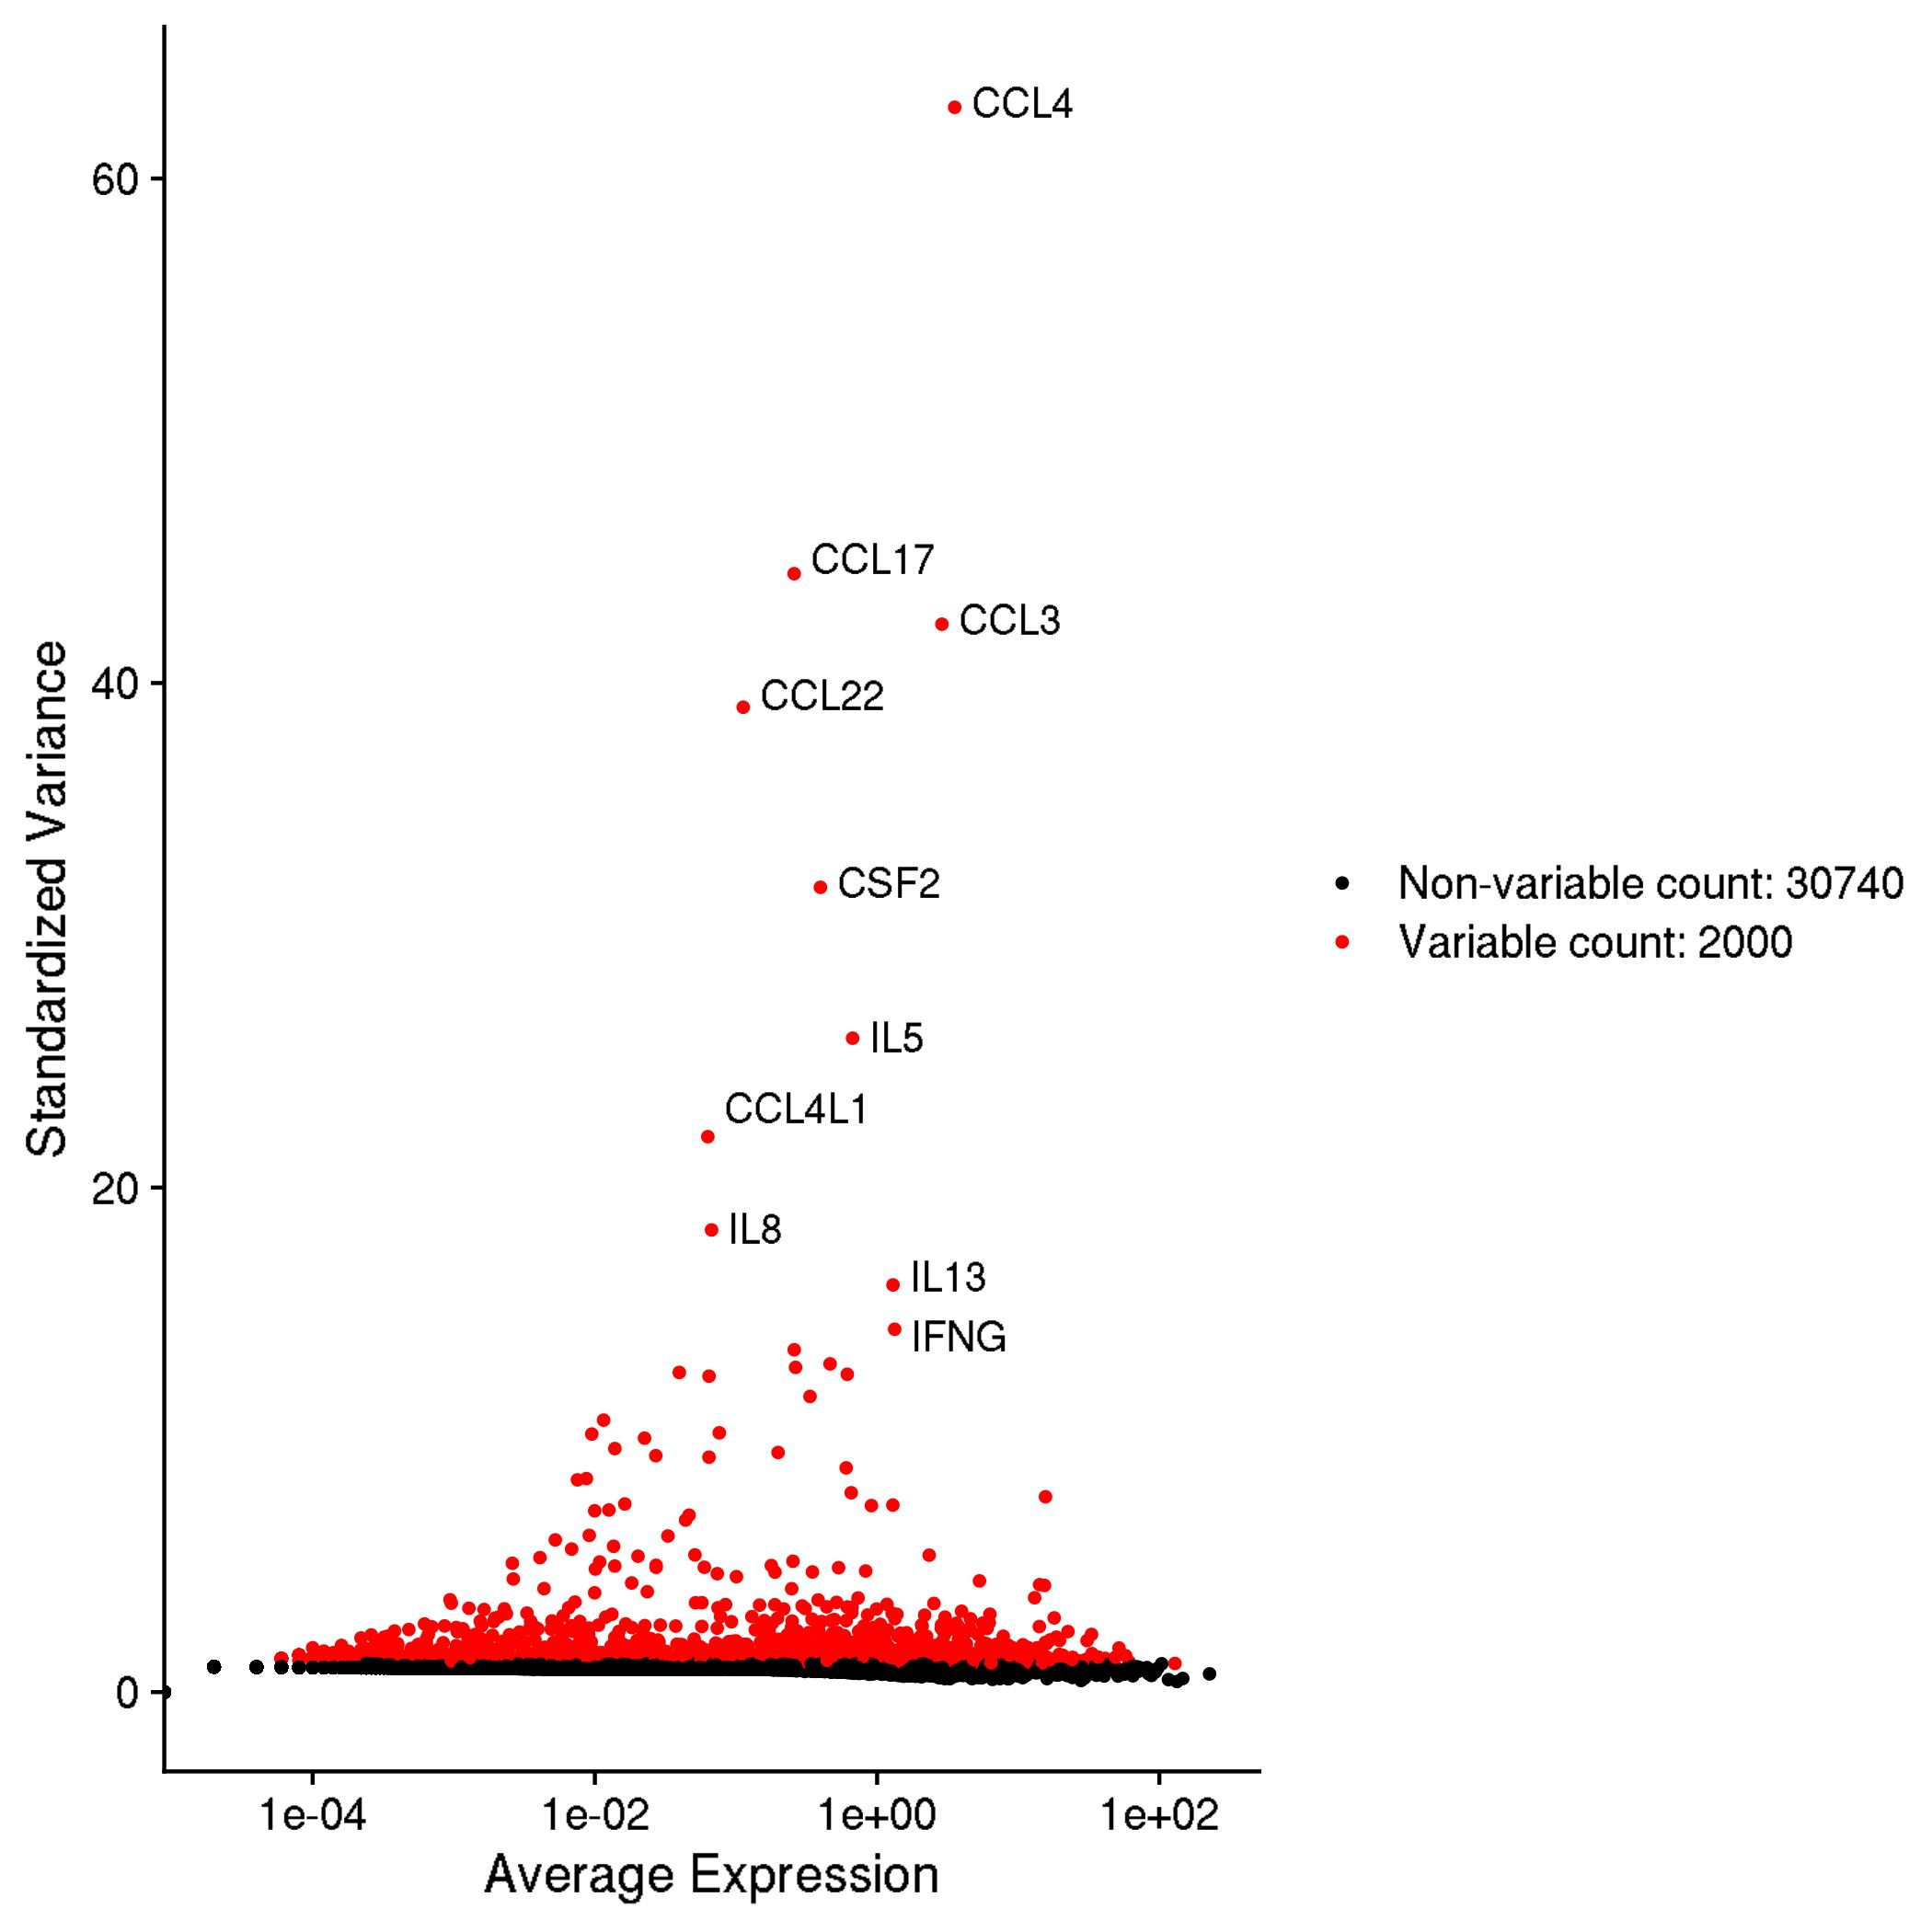 CCL4
60
CCL17
CCL3
40
CCL22
CSF2
Non-variable count: 30740
Variable count: 2000
Standardized Variance
IL5
CCL4L1
20
IL8
IL13
IFNG
0
1e-04 1e-02 1e+00 1e+02
Average Expression